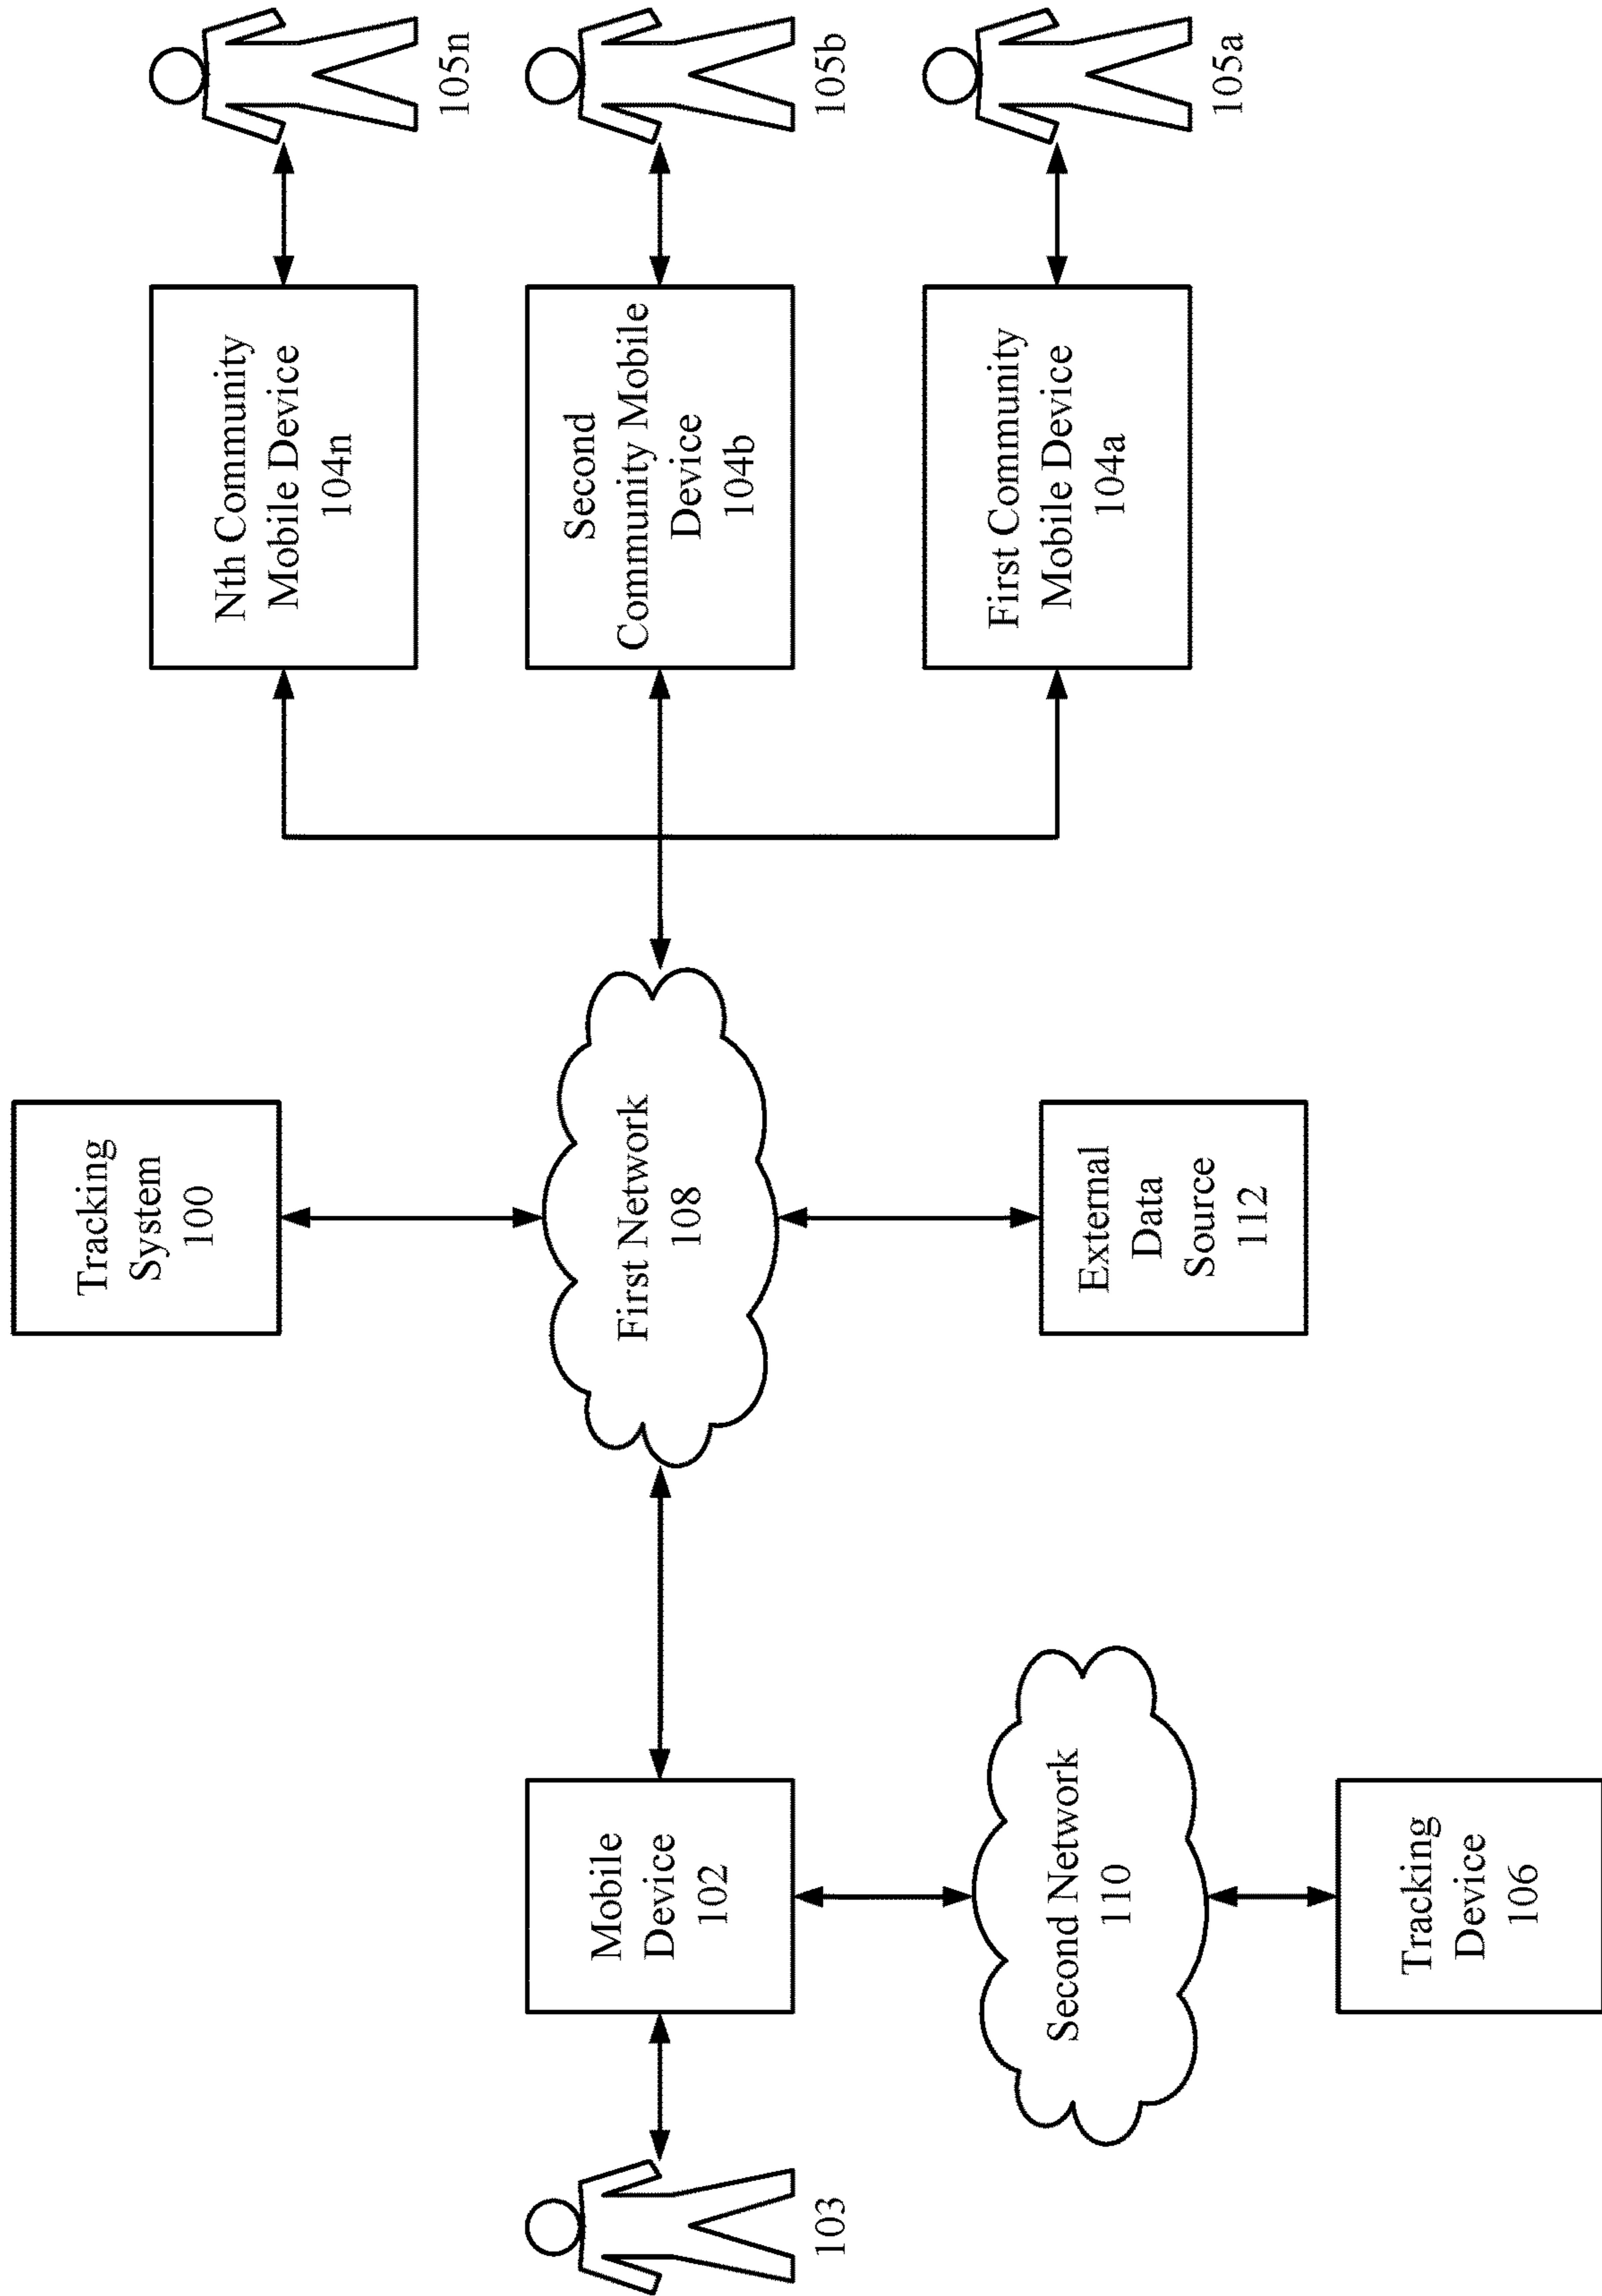 Tracking
System
100
Nth Community
Mobile Device
104n
105n
103
Mobile
Device
102
First Network
108
Second
Community Mobile
Device
104b
105b
Second Network
110
External
Data
Source
112
First Community
Mobile Device
104a
105a
Tracking
Device
106